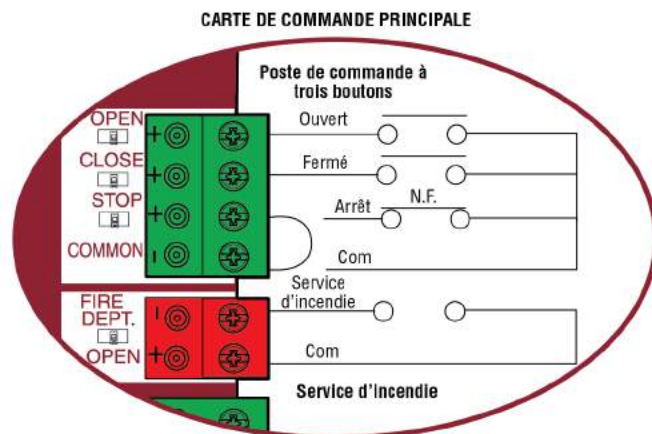 CARTE DE COMMANDE PRINCIPALE
Poste de commande à
trois boutons
OPEN
Ouvert
CLOSE
Fermé
STOP
Arrêt
N.F.
COMMON
Com
Service
d'incendie
FIRE
DEPT.
OPEN
Com
Service d'incendie